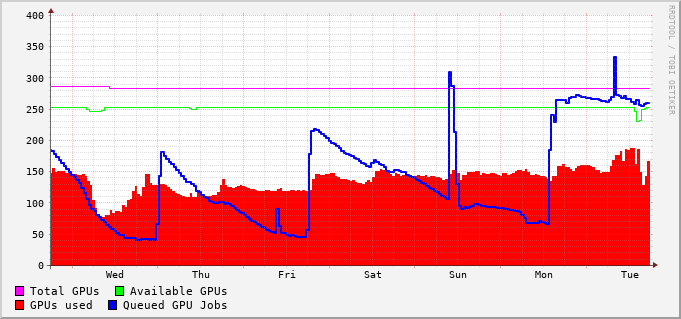 400
350
300
250
200
150
100
50
0
Wed Thu Fri Sat Sun Mon Tue
Total GPUs Available GPUs
GPUs used Queued GPU Jobs
RRDTOOL / TOBI OETIKER